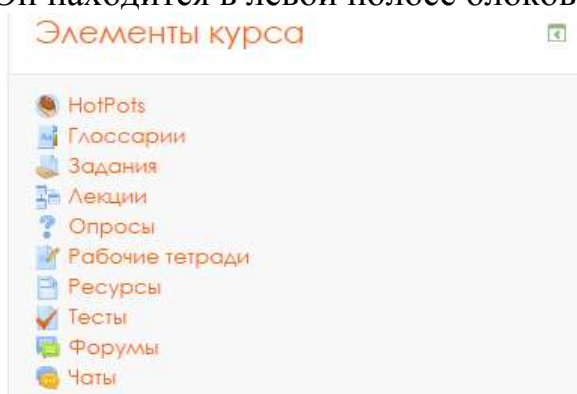 Он находится в левой полосе блоков
Элементы курса
HotPots
Глоссарии
Задания
Лекции
Опросы
Рабочие тетради
Ресурсы
Тесты
Форумы
Чаты